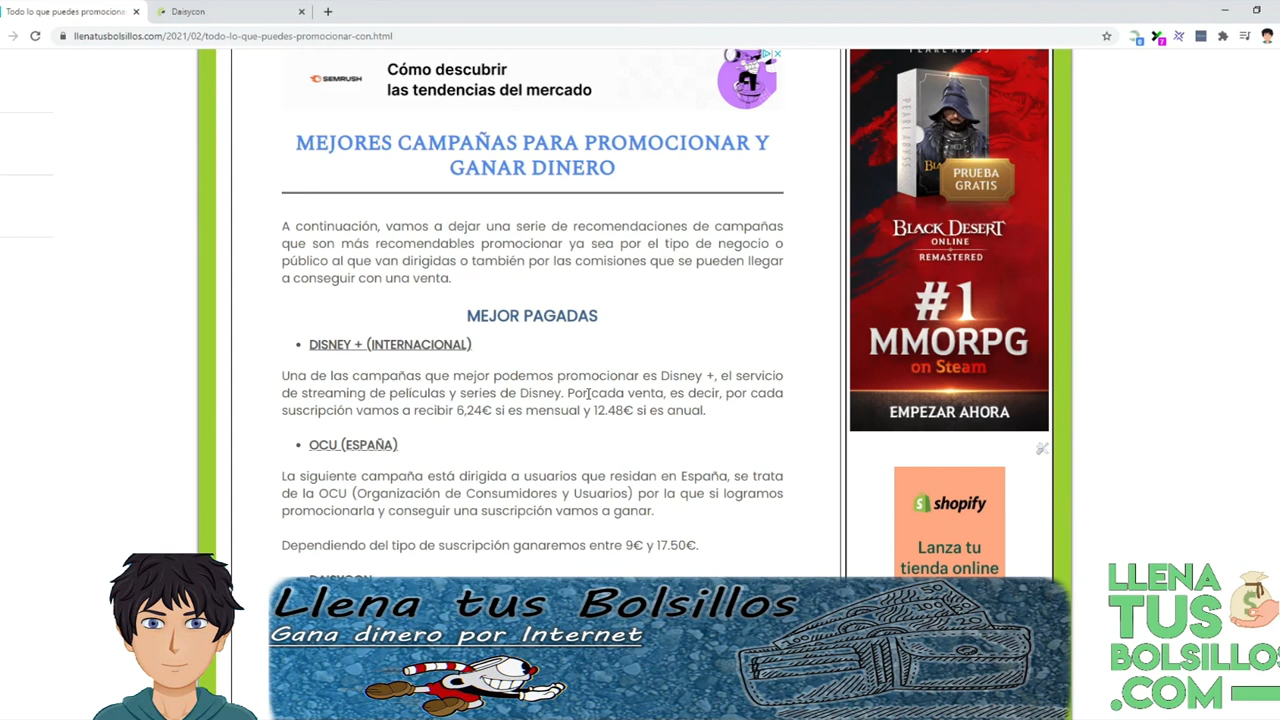 Todo lo que puedes promociona
Daisycon
llenatusbolsillos.com/2021/02/todo-lo-que-puedes-promocionar-con.html
SEMRUSH
Cómo descubrir
las tendencias del mercado
MEJORES CAMPAÑAS PARA PROMOCIONAR Y
GANAR DINERO
A continuación, vamos a dejar una serie de recomendaciones de campañas
que son más recomendables promocionar ya sea por el tipo de negocio o
público al que van dirigidas o también por las comisiones que se pueden llegar
a conseguir con una venta.
MEJOR PAGADAS
• DISNEY + (INTERNACIONAL)
Una de las campañas que mejor podemos promocionar es Disney +, el servicio
de streaming de películas y series de Disney. Por cada venta, es decir, por cada
suscripción vamos a recibir 6,24€ si es mensual y 12.48€ si es anual.
• OCU (ESPAÑA)
La siguiente campaña está dirigida a usuarios que residan en España, se trata
de la OCU (Organización de Consumidores y Usuarios) por la que si logramos
promocionarla y conseguir una suscripción vamos a ganar.
Dependiendo del tipo de suscripción ganaremos entre 9€ y 17.50€.
DAISYCON
PEARL ABYSS
PRUEBA
GRATIS
BLACK DESERT
ONLINE
REMASTERED
#1
MMORPG
on Steam
EMPEZAR AHORA
shopify
Lanza tu
tienda online
Llena tus Bolsillos
Gana dinero por Internet
LLENA
TUS
BOLSILLOS
.COM